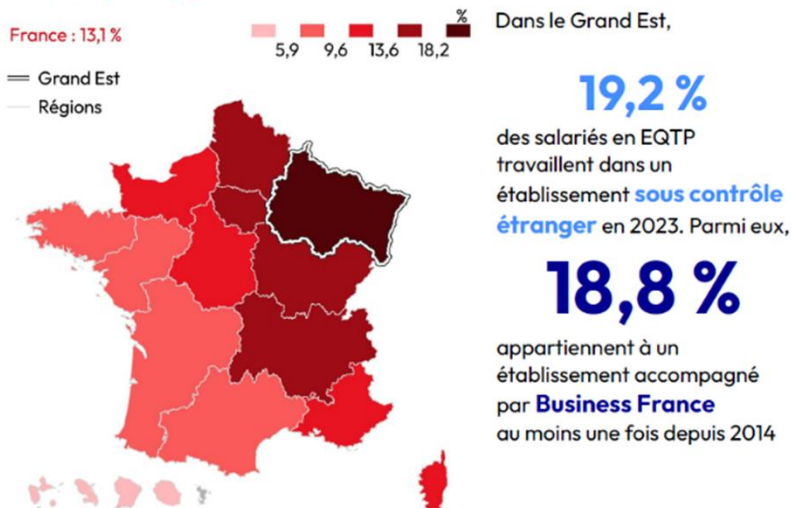 France : 13,1 %
%
5,9 9,6 13,6 18,2
Grand Est
Régions
Dans le Grand Est,
19,2 %
des salariés en EQTP
travaillent dans un
établissement sous contrôle
étranger en 2023. Parmi eux,
18,8 %
appartiennent à un
établissement accompagné
par Business France
au moins une fois depuis 2014